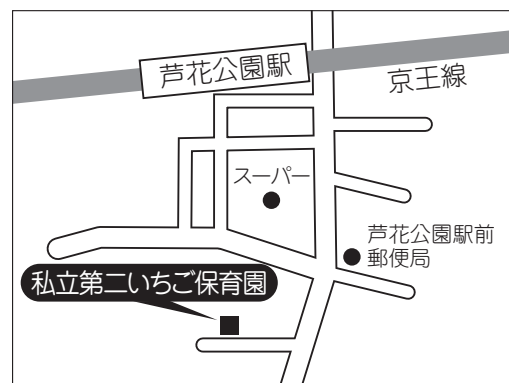 芦花公園駅
京王線
スーパー
芦花公園駅前
郵便局
私立第二いちご保育園